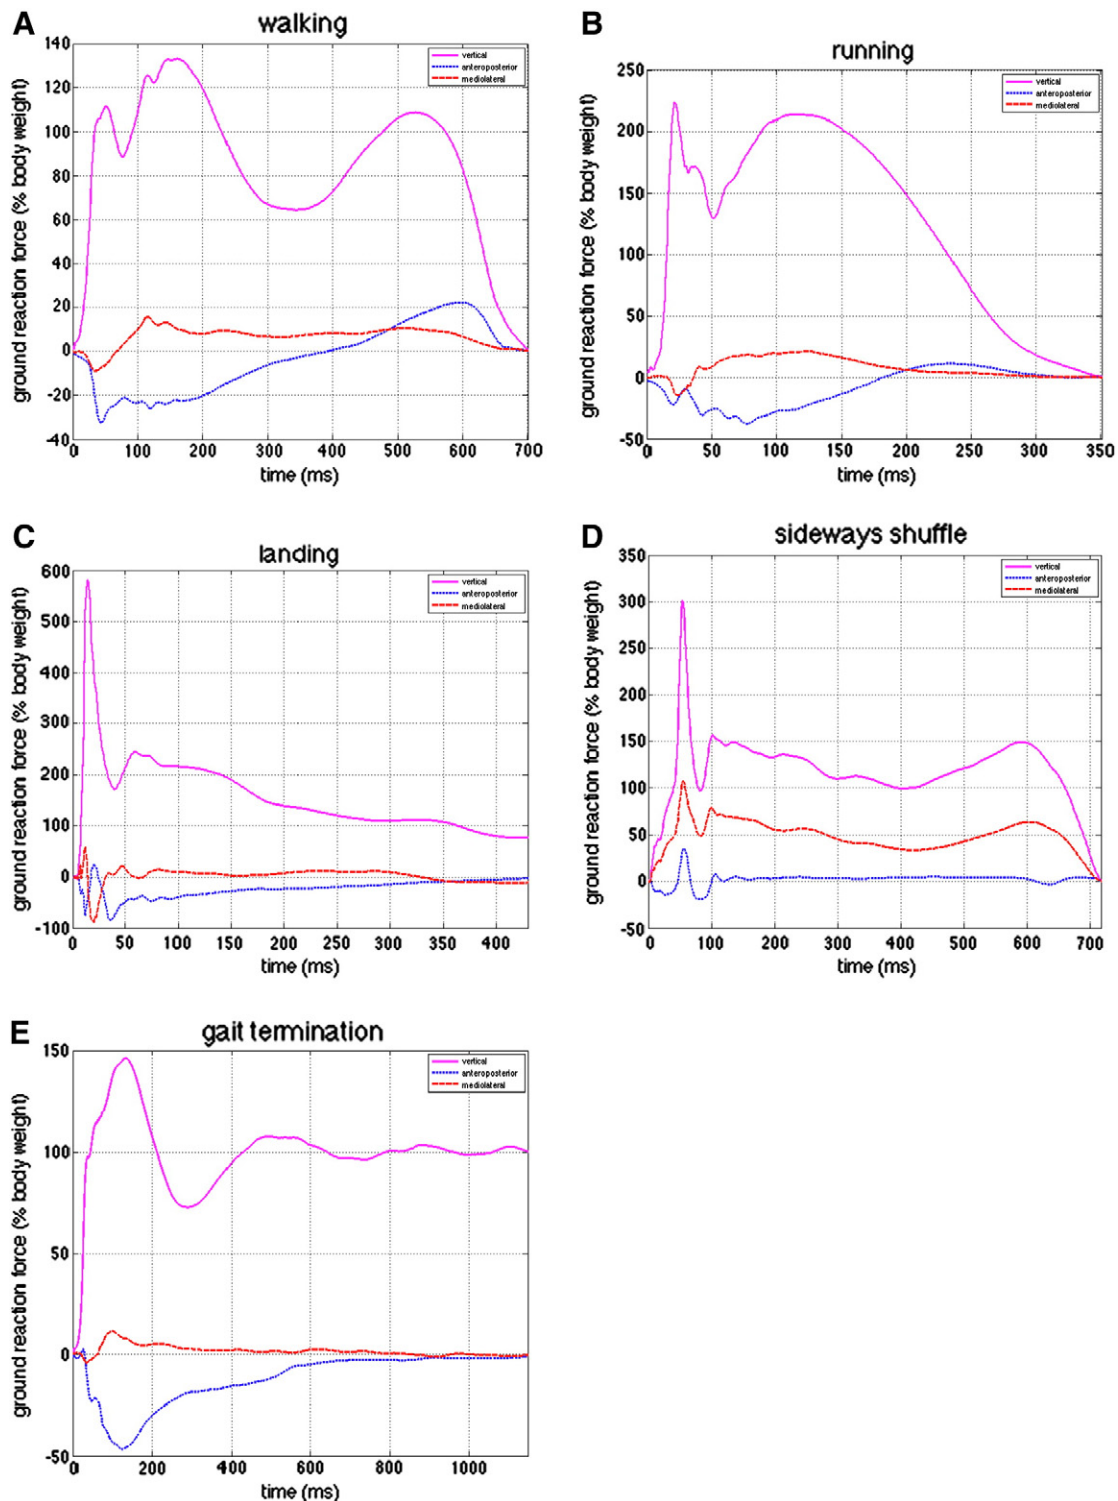 A
walking
140
120
100
80
60
40
20
0
-20
-40
ground reaction force (% body weight)
0 100 200 300 400 500 600 700
time (ms)
vertical
anteroposterior
mediolateral
B
running
250
200
150
100
50
0
-50
ground reaction force (% body weight)
0 50 100 150 200 250 300 350
time (ms)
vertical
anteroposterior
mediolateral
C
landing
600
500
400
300
200
100
0
-100
ground reaction force (% body weight)
0 50 100 150 200 250 300 350 400
time (ms)
vertical
anteroposterior
mediolateral
D
sideways shuffle
350
300
250
200
150
100
50
0
-50
ground reaction force (% body weight)
0 100 200 300 400 500 600 700
time (ms)
vertical
anteroposterior
mediolateral
E
gait termination
150
100
50
0
-50
ground reaction force (% body weight)
0 200 400 600 800 1000
time (ms)
vertical
anteroposterior
mediolateral